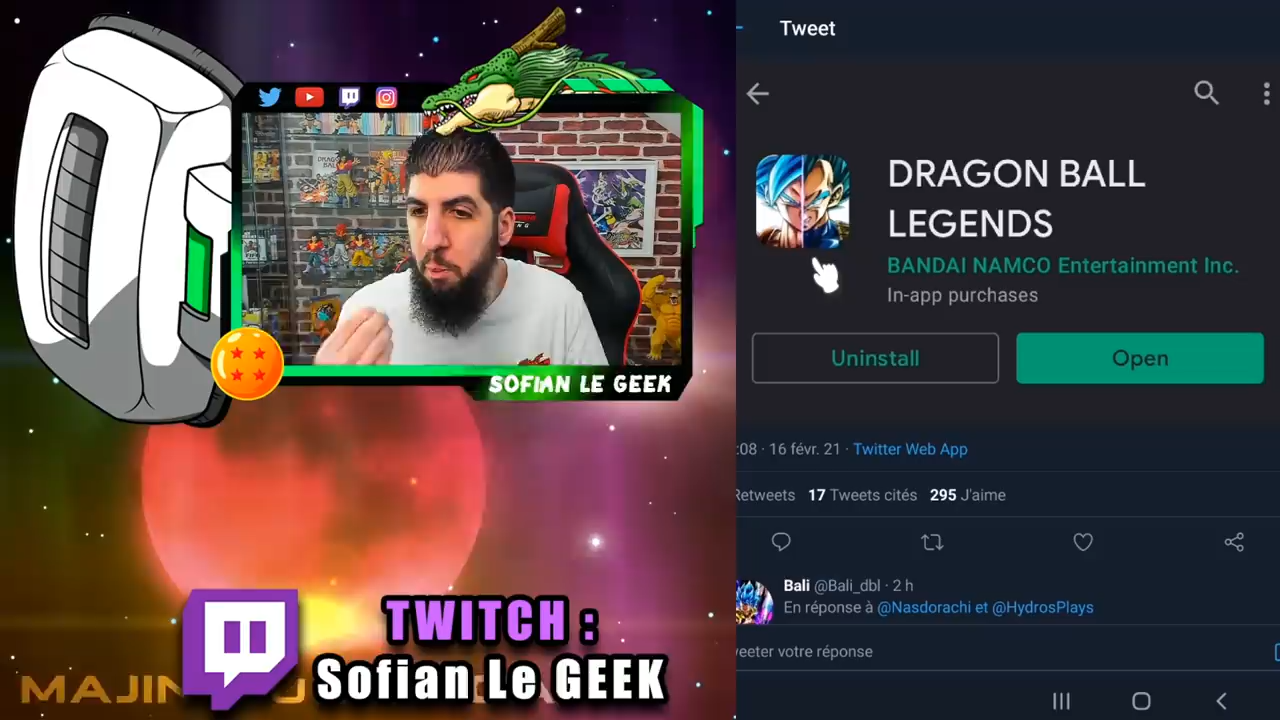 SOFIAN LE GEEK
TWITCH :
Sofian Le GEEK
MAJIN
Tweet
DRAGON BALL
LEGENDS
BANDAI NAMCO Entertainment Inc.
In-app purchases
Uninstall
Open
:08 · 16 févr. 21 · Twitter Web App
Retweets 17 Tweets cités 295 J'aime
Bali @Bali_dbl · 2 h
En réponse à @Nasdorachi et @HydrosPlays
weeter votre réponse